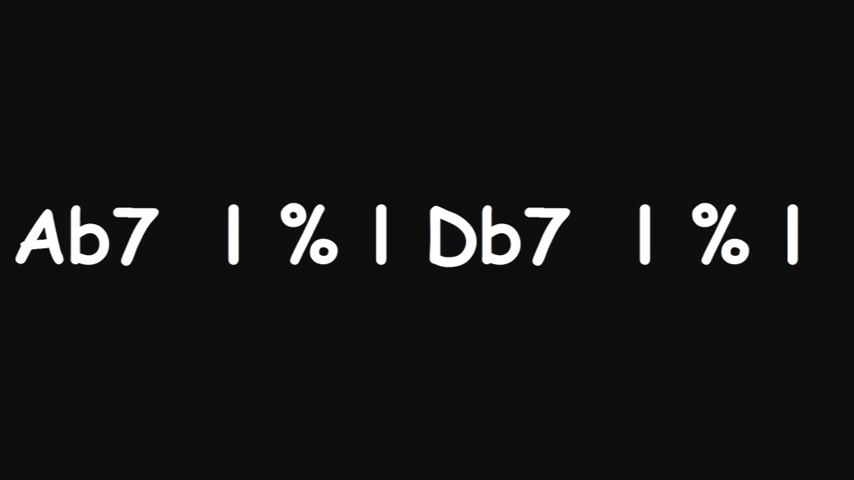 Ab7 | % | Db7 | % |